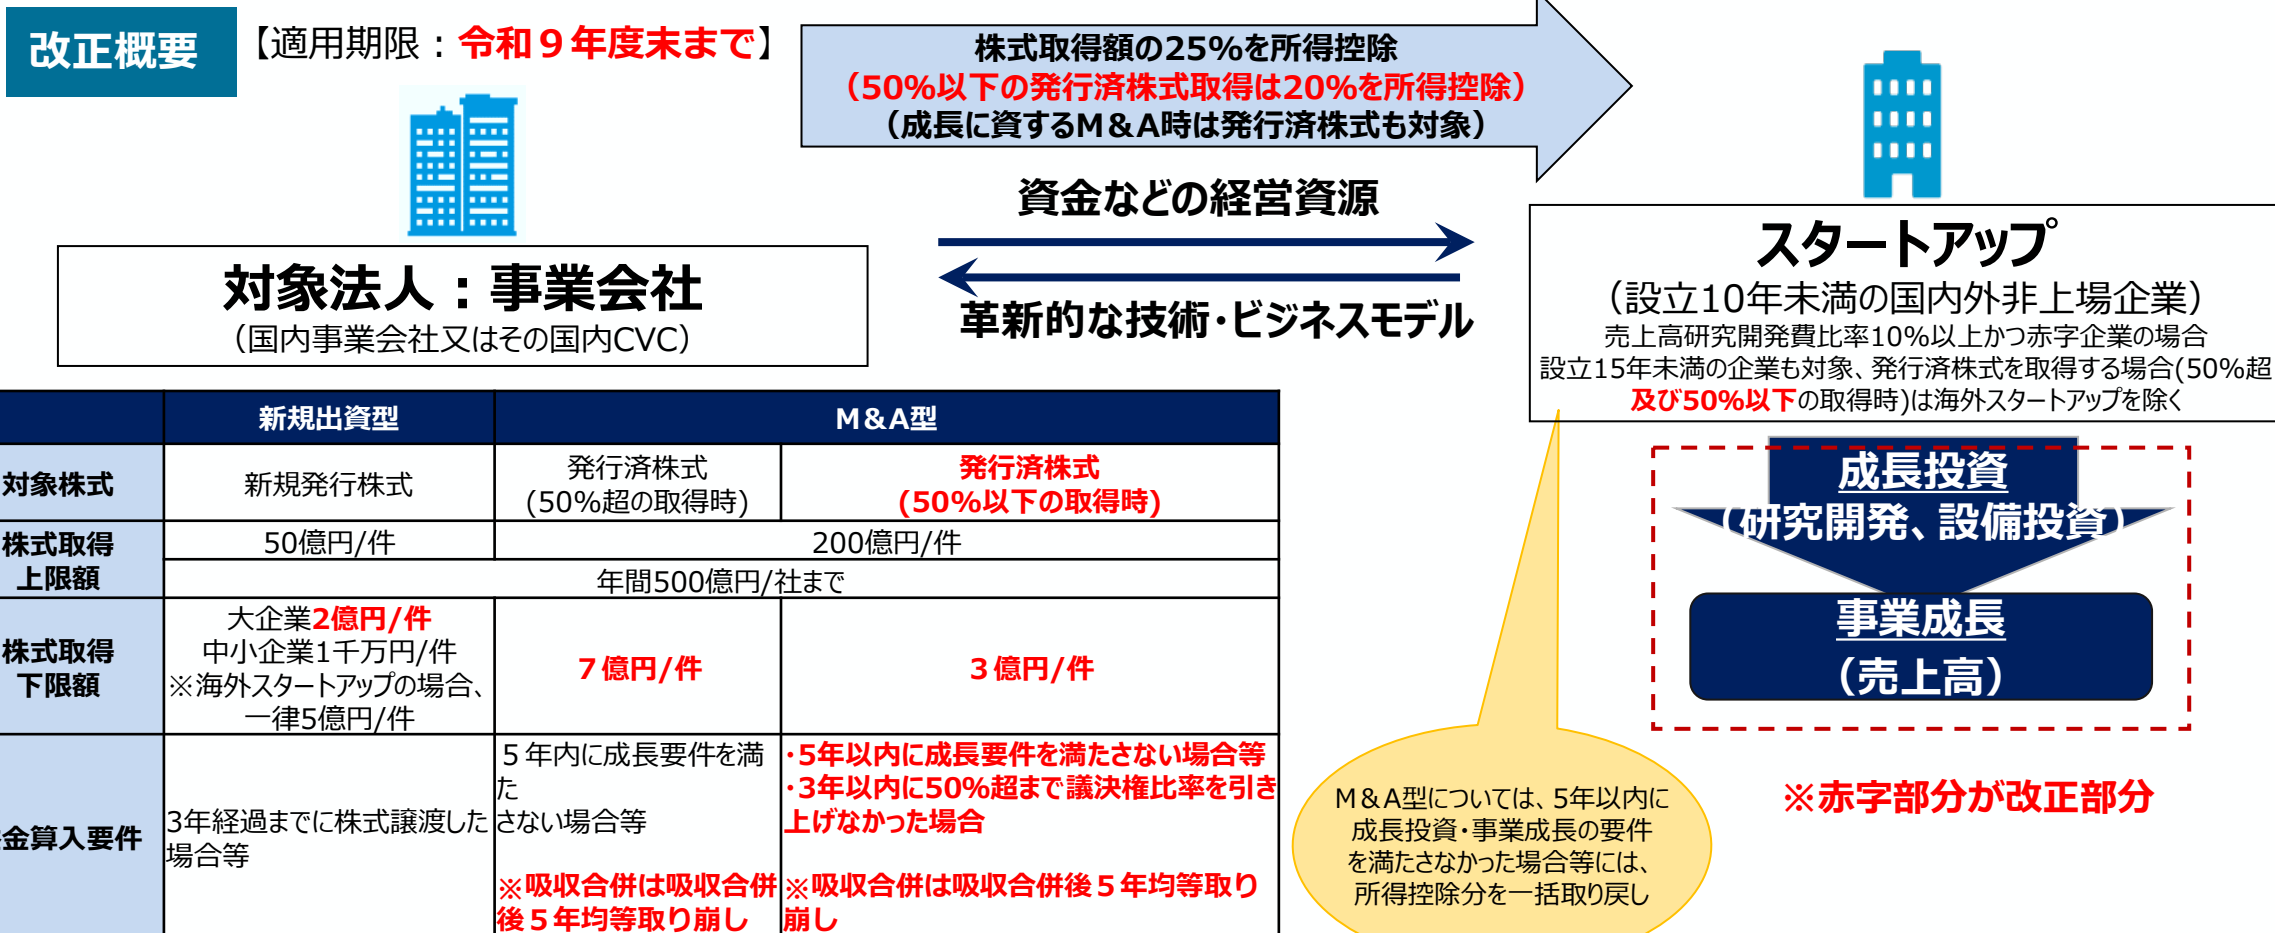 改正概要
【適用期限：令和９年度末まで】
株式取得額の25%を所得控除
（50%以下の発行済株式取得は20%を所得控除）
（成長に資するM＆A時は発行済株式も対象）
資金などの経営資源
革新的な技術・ビジネスモデル
対象法人：事業会社
（国内事業会社又はその国内CVC）
スタートアップ
（設立10年未満の国内外非上場企業）
売上高研究開発費比率10%以上かつ赤字企業の場合
設立15年未満の企業も対象、発行済株式を取得する場合(50%超
及び50%以下の取得時)は海外スタートアップを除く
新規出資型
M＆A型
対象株式
新規発行株式
発行済株式
(50%超の取得時)
発行済株式
(50%以下の取得時)
株式取得
上限額
50億円/件
200億円/件
年間500億円/社まで
株式取得
下限額
大企業2億円/件
中小企業1千万円/件
※海外スタートアップの場合、
一律5億円/件
７億円/件
３億円/件
金算入要件
3年経過までに株式譲渡した
場合等
５年内に成長要件を満
た
さない場合等
※吸収合併は吸収合併
後５年均等取り崩し
・5年以内に成長要件を満たさない場合等
・3年以内に50%超まで議決権比率を引き
上げなかった場合
※吸収合併は吸収合併後５年均等取り
崩し
成長投資
（研究開発、設備投資）
事業成長
（売上高）
M＆A型については、5年以内に
成長投資・事業成長の要件
を満たさなかった場合等には、
所得控除分を一括取り戻し
※赤字部分が改正部分